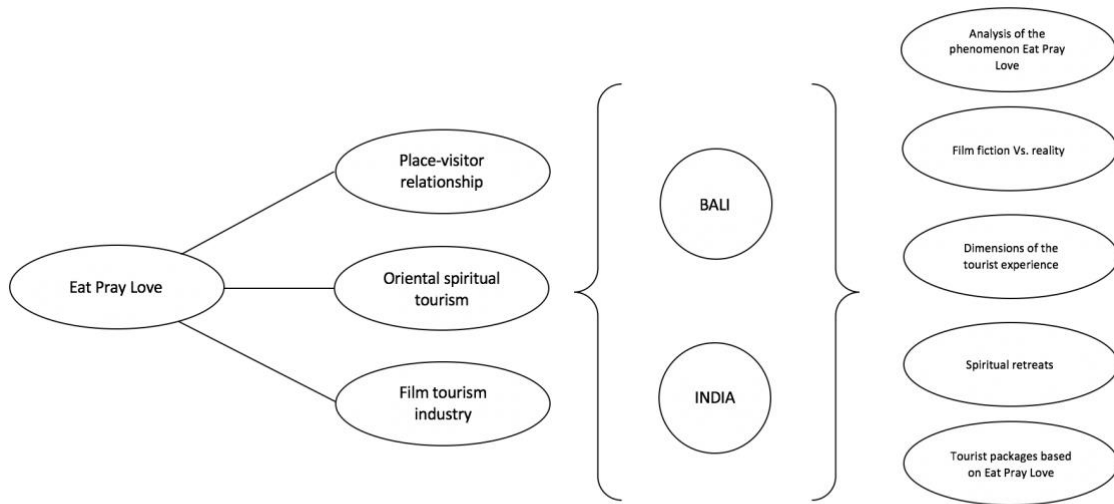 Eat Pray Love
Place-visitor
relationship
Oriental spiritual
tourism
Film tourism
industry
BALI
INDIA
Analysis of the
phenomenon Eat Pray
Love
Film fiction Vs. reality
Dimensions of the
tourist experience
Spiritual retreats
Tourist packages based
on Eat Pray Love